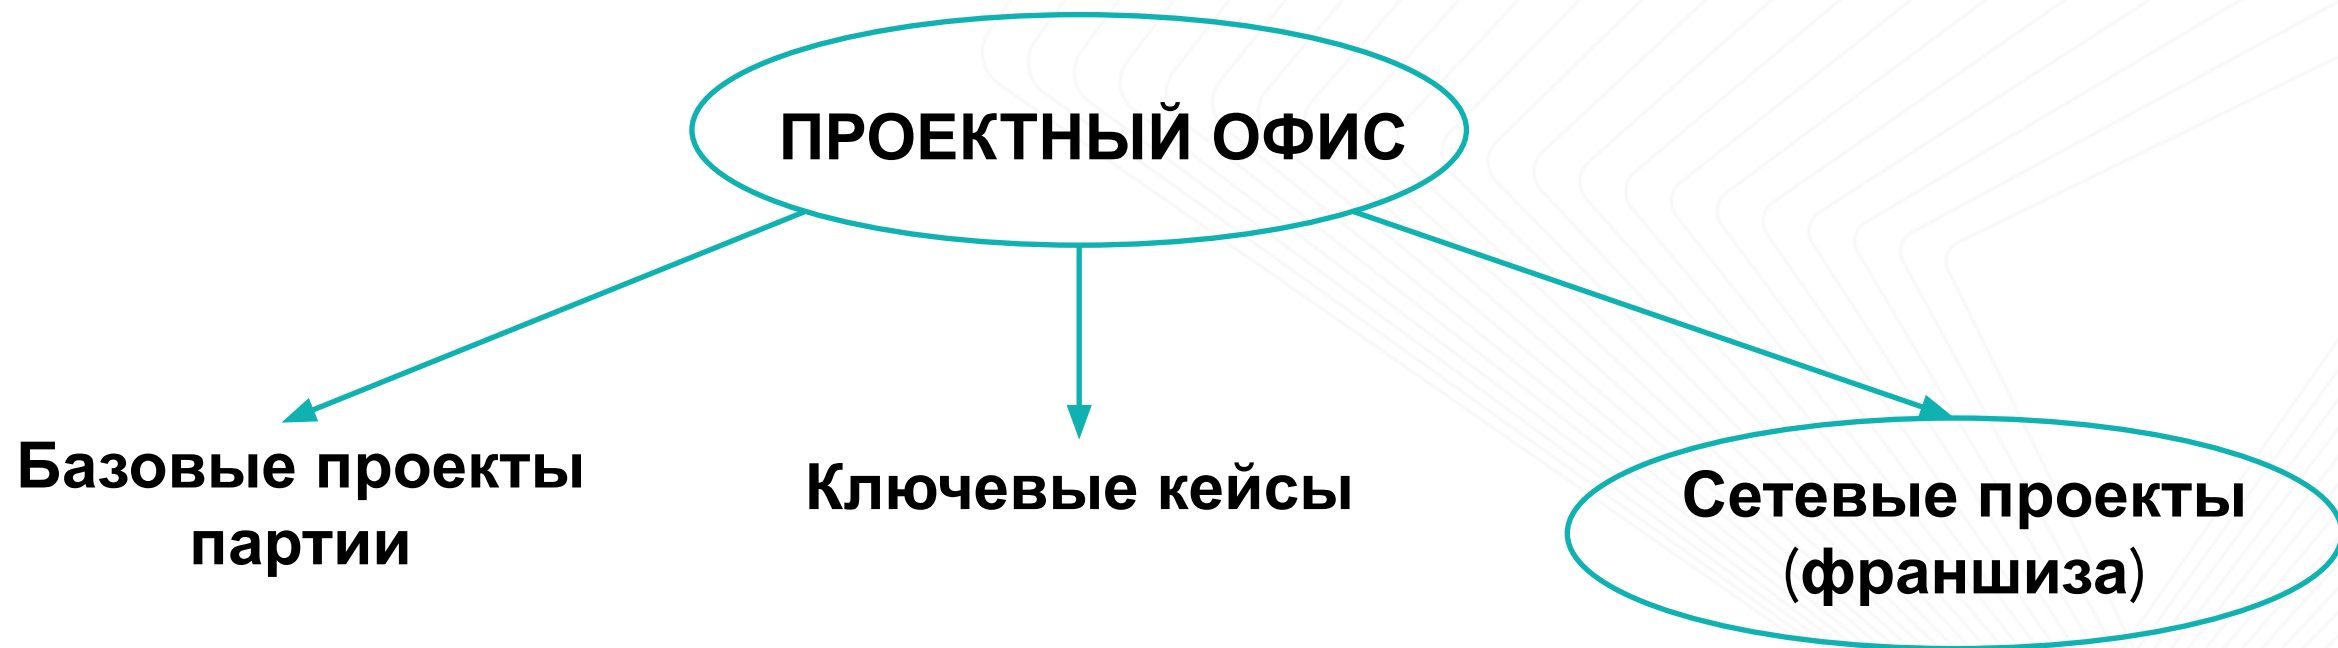 ПРОЕКТНЫЙ ОФИС
Базовые проекты
партии
Ключевые кейсы
Сетевые проекты
(франшиза)